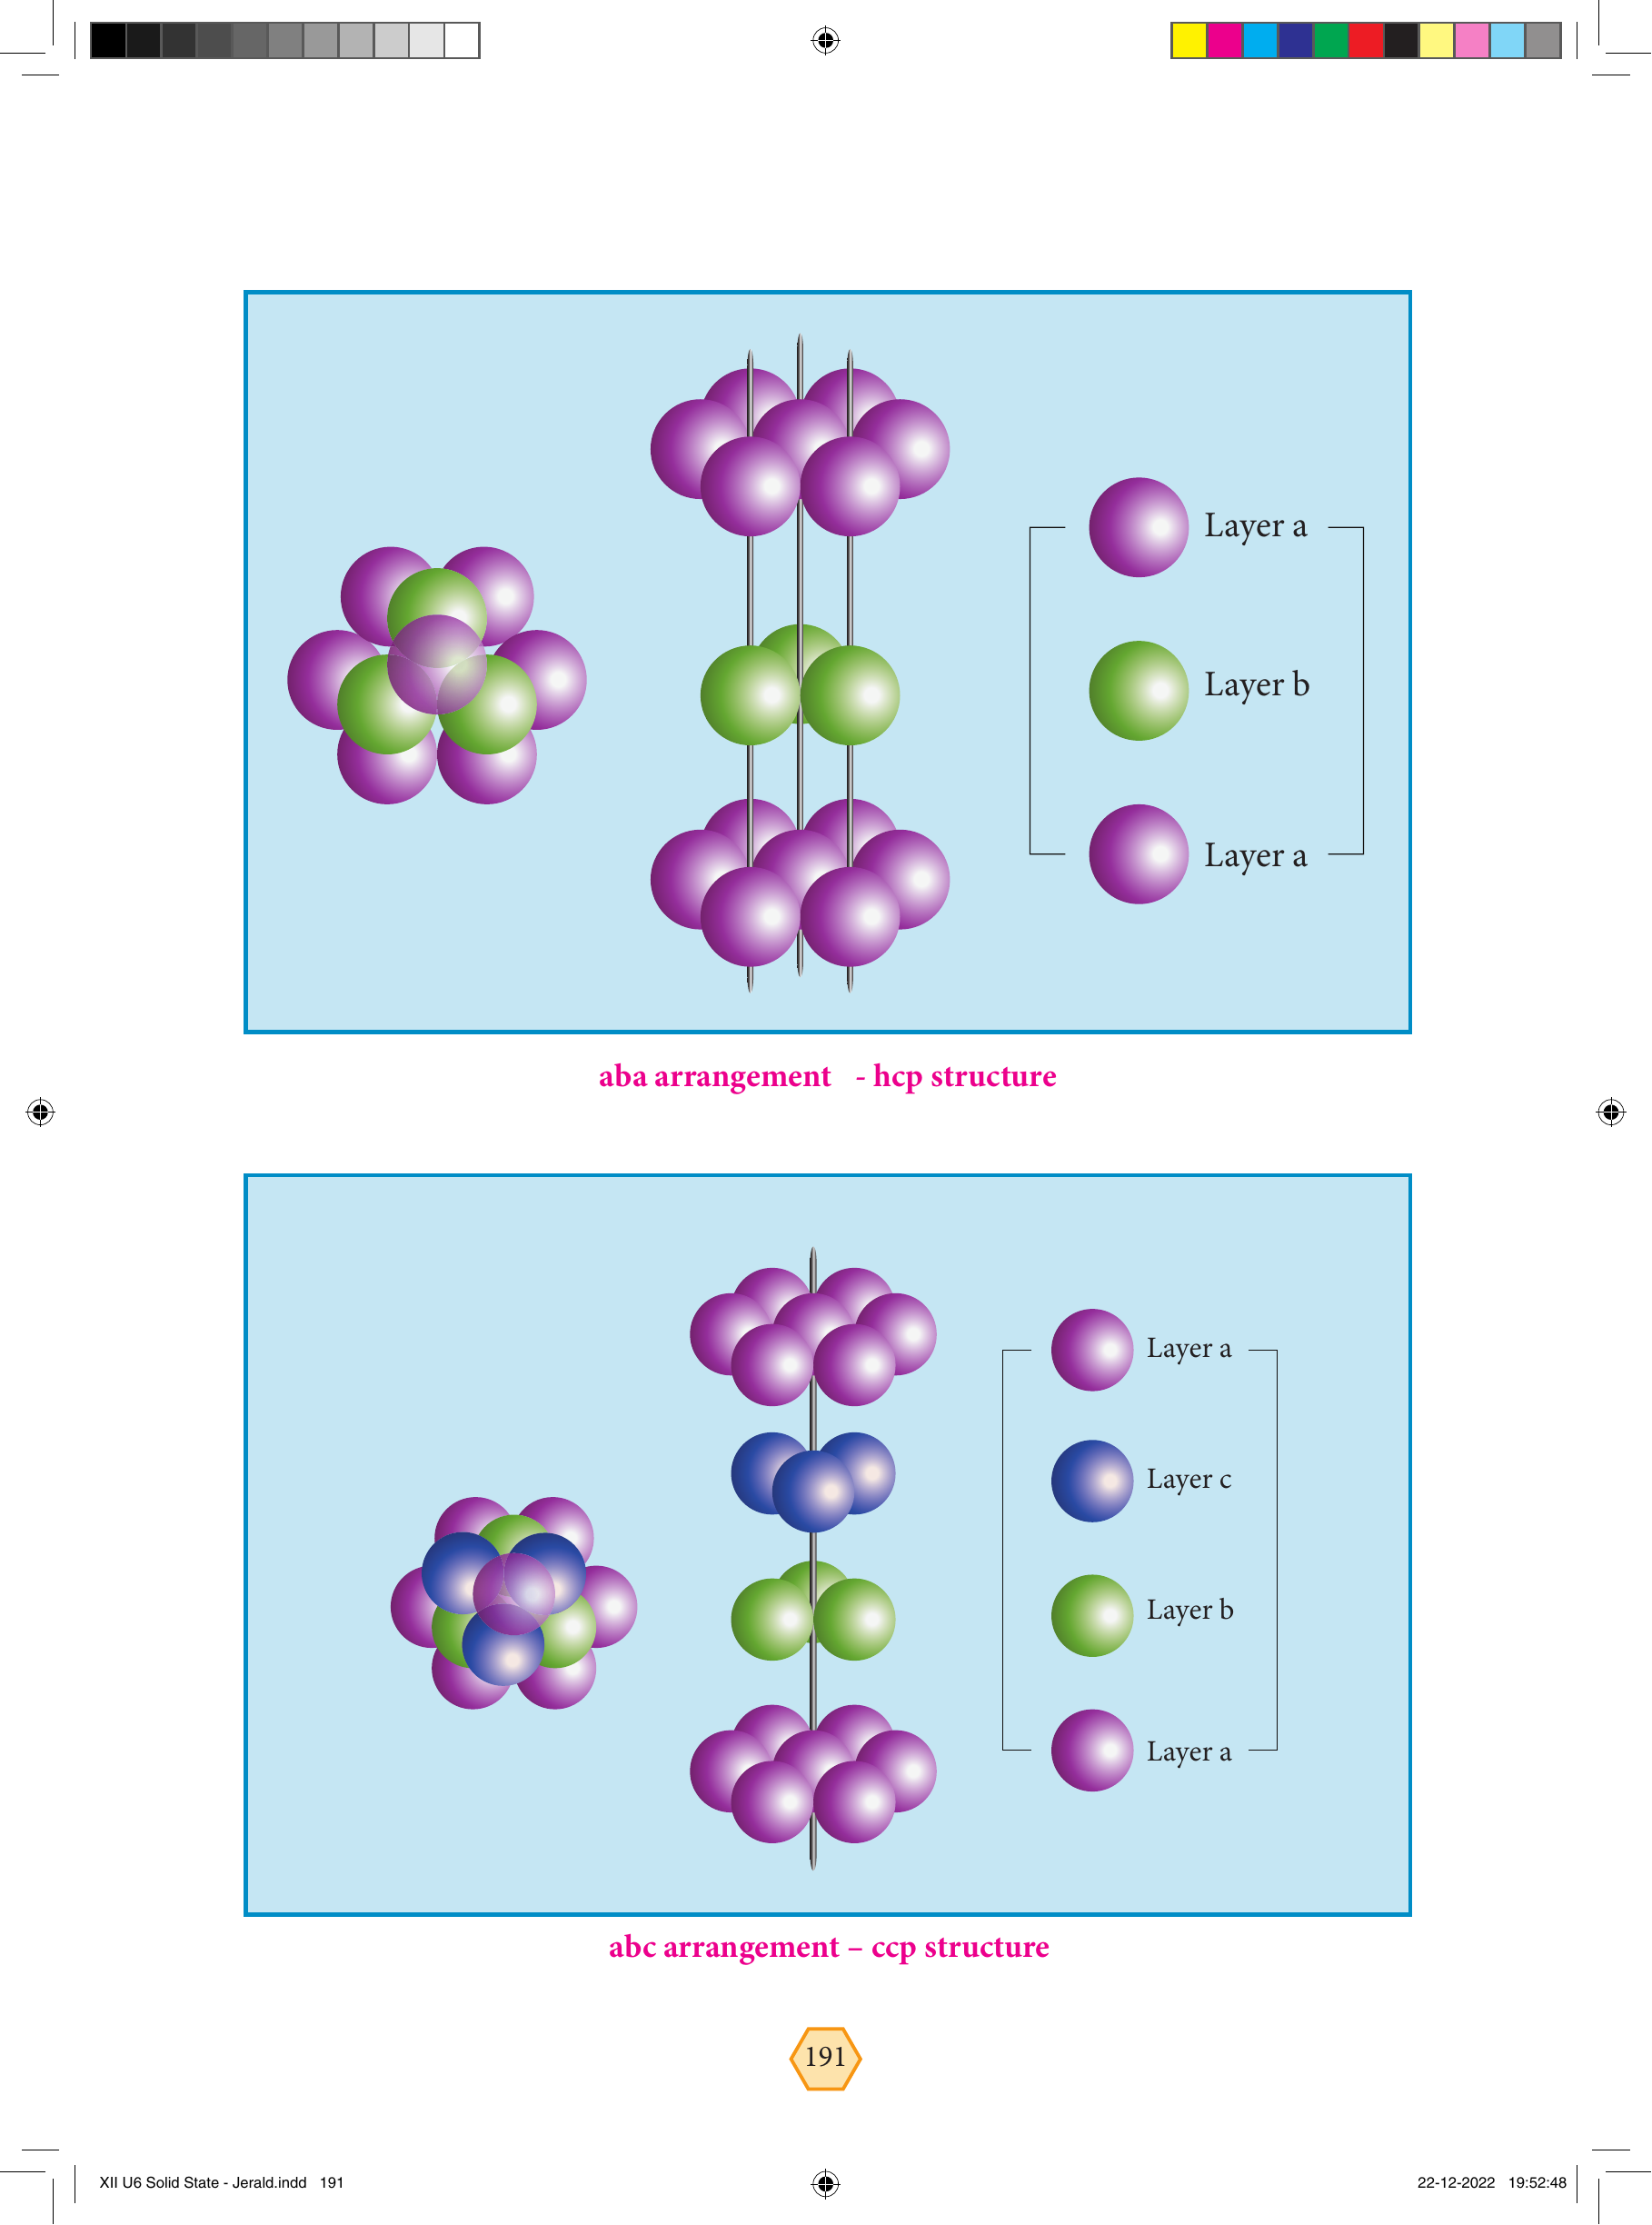 Layer a
Layer b
Layer a
aba arrangement - hcp structure
Layer a
Layer c
Layer b
Layer a
abc arrangement – ccp structure
191
XII U6 Solid State - Jerald.indd 191
22-12-2022 19:52:48